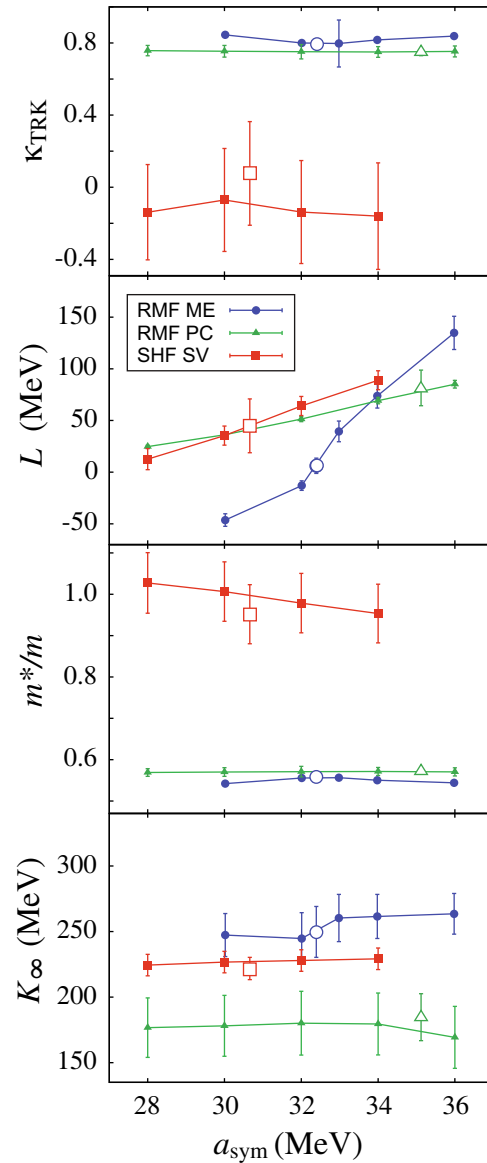 0.8
0.4
0
-0.4
κTRK
RMF ME
RMF PC
SHF SV
150
100
50
0
-50
L (MeV)
1.0
0.8
0.6
m*/m
300
250
200
150
K∞ (MeV)
28 30 32 34 36
asym (MeV)